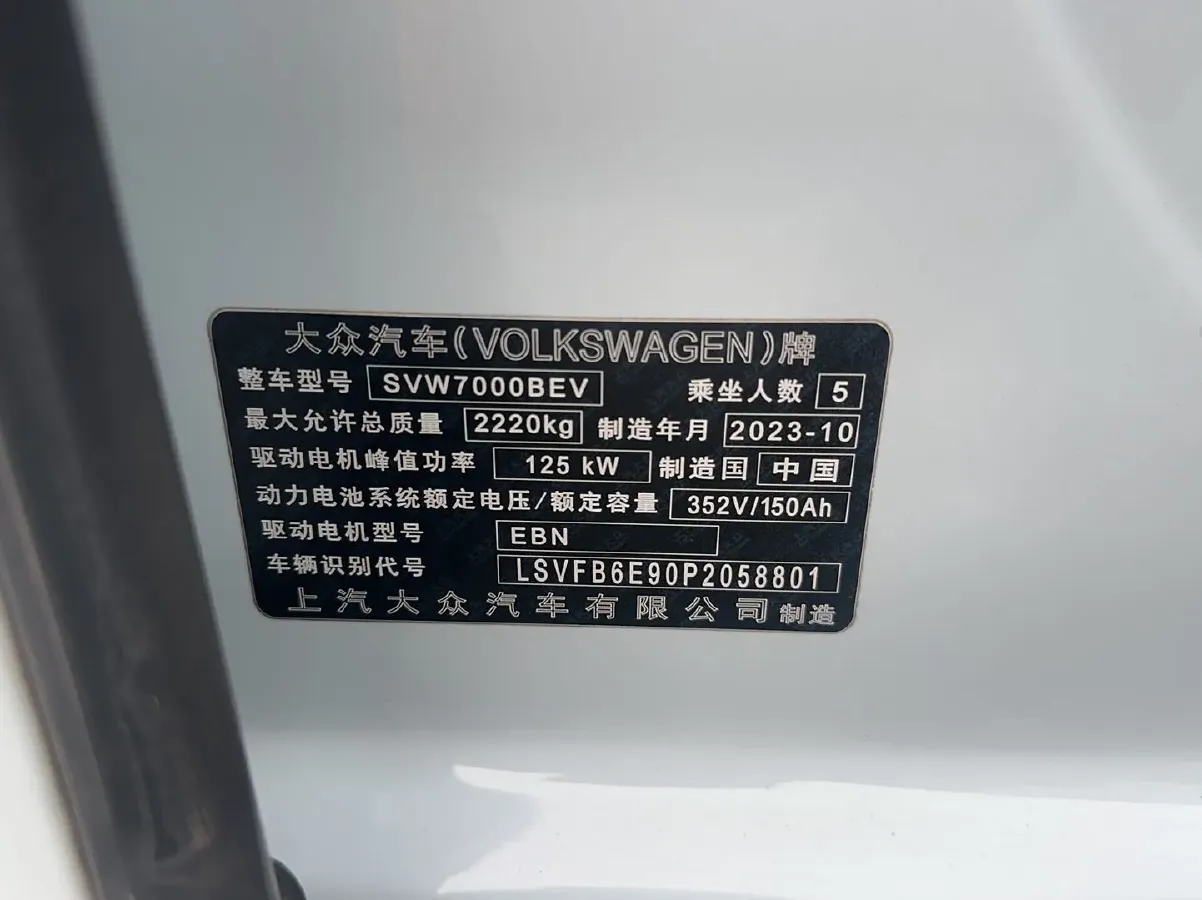 大众汽车(VOLKSWAGEN)牌
整车型号 SVW7000BEV 乘坐人数 5
最大允许总质量 2220kg 制造年月 2023-10
驱动电机峰值功率 125 kW 制造国 中国
动力电池系统额定电压/额定容量 352V/150Ah
驱动电机型号 EBN
车辆识别代号 LSVFB6E90P2058801
上汽大众汽车有限公司 制造